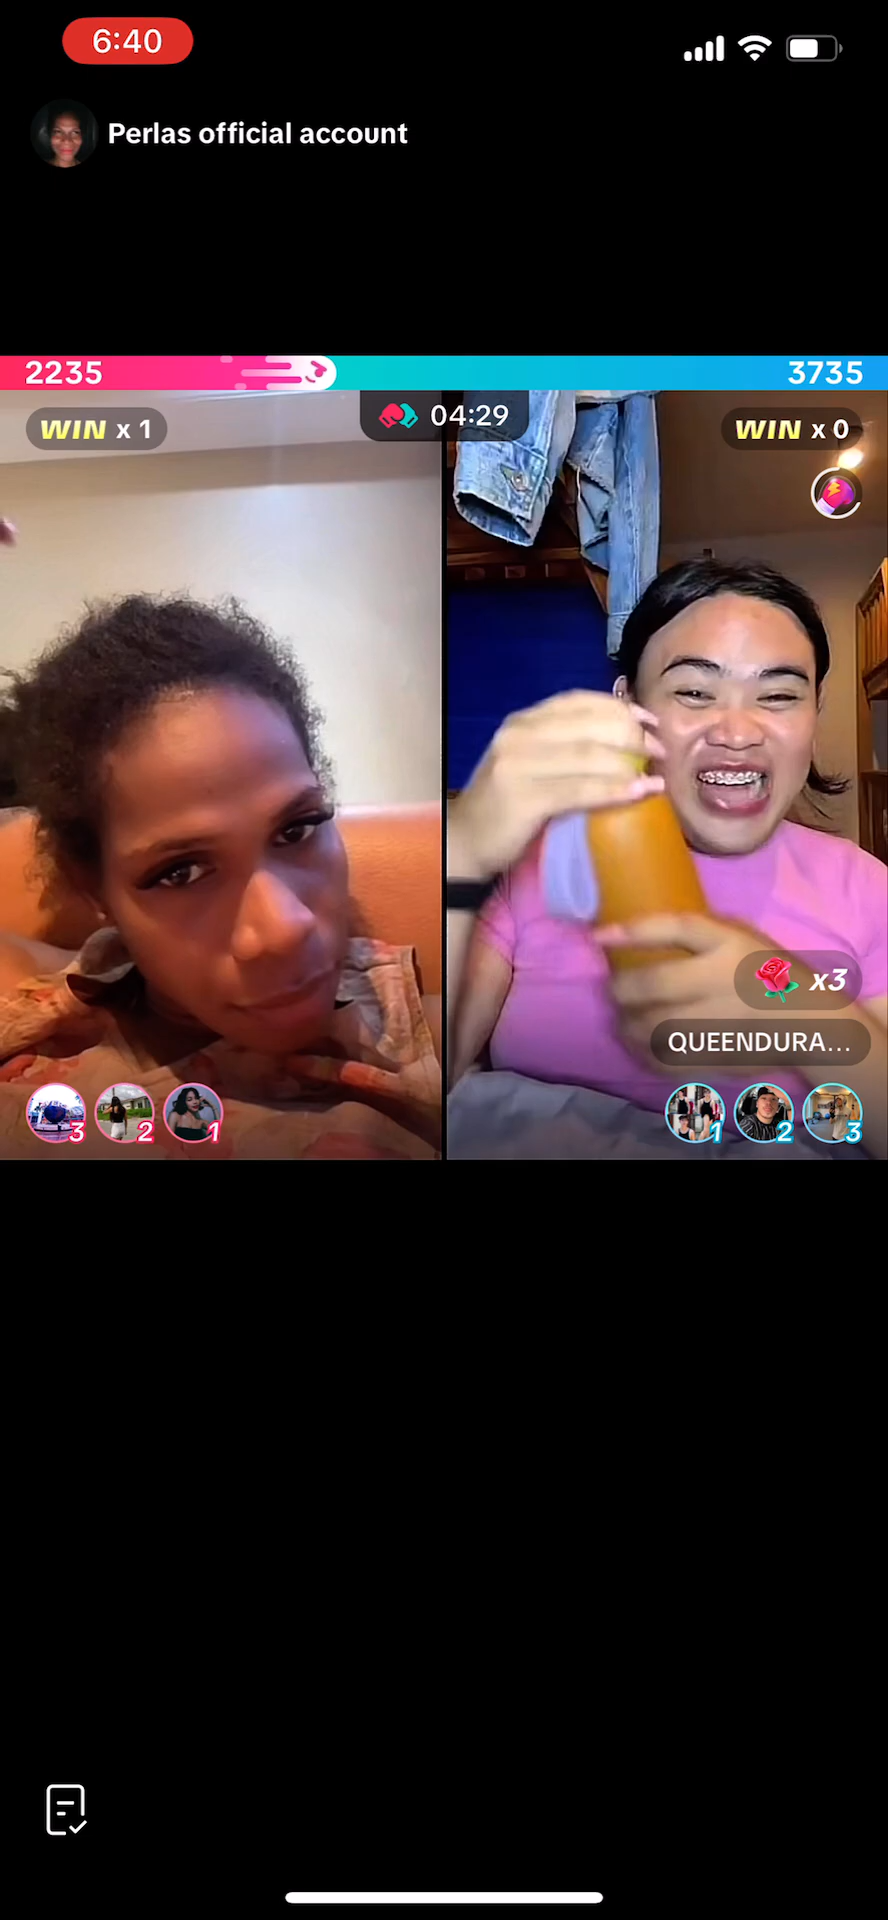 6:40
Perlas official account
2235
3735
WIN x 1
04:29
WIN x 0
x3
QUEENDURA...
3
2
1
1
2
3